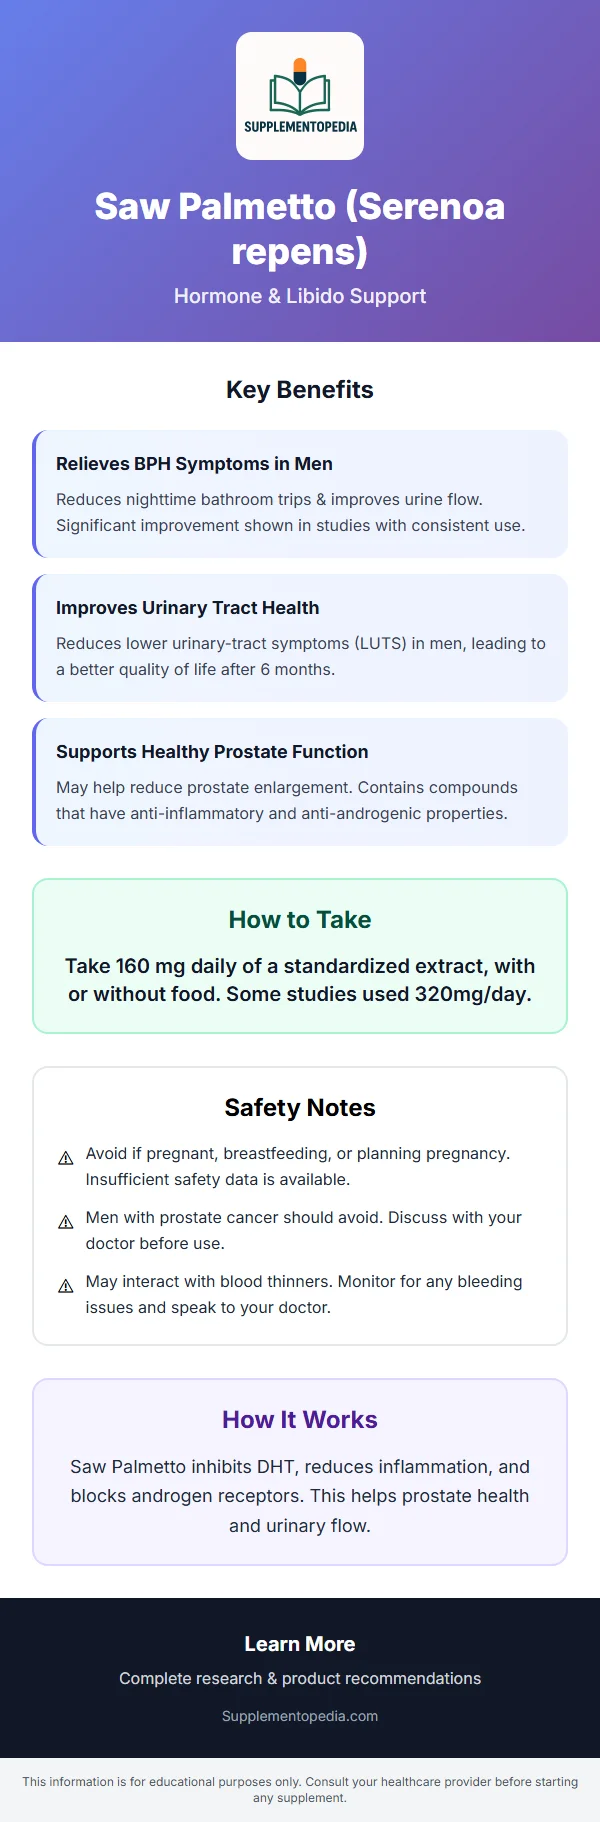 SUPPLEMENTOPEDIA
Saw Palmetto (Serenoa
repens)
Hormone & Libido Support
Key Benefits
Relieves BPH Symptoms in Men
Reduces nighttime bathroom trips & improves urine flow.
Significant improvement shown in studies with consistent use.
Improves Urinary Tract Health
Reduces lower urinary-tract symptoms (LUTS) in men, leading to
a better quality of life after 6 months.
Supports Healthy Prostate Function
May help reduce prostate enlargement. Contains compounds
that have anti-inflammatory and anti-androgenic properties.
How to Take
Take 160 mg daily of a standardized extract, with
or without food. Some studies used 320mg/day.
Safety Notes
Avoid if pregnant, breastfeeding, or planning pregnancy.
Insufficient safety data is available.
Men with prostate cancer should avoid. Discuss with your
doctor before use.
May interact with blood thinners. Monitor for any bleeding
issues and speak to your doctor.
How It Works
Saw Palmetto inhibits DHT, reduces inflammation, and
blocks androgen receptors. This helps prostate health
and urinary flow.
Learn More
Complete research & product recommendations
Supplementopedia.com
This information is for educational purposes only. Consult your healthcare provider before starting
any supplement.